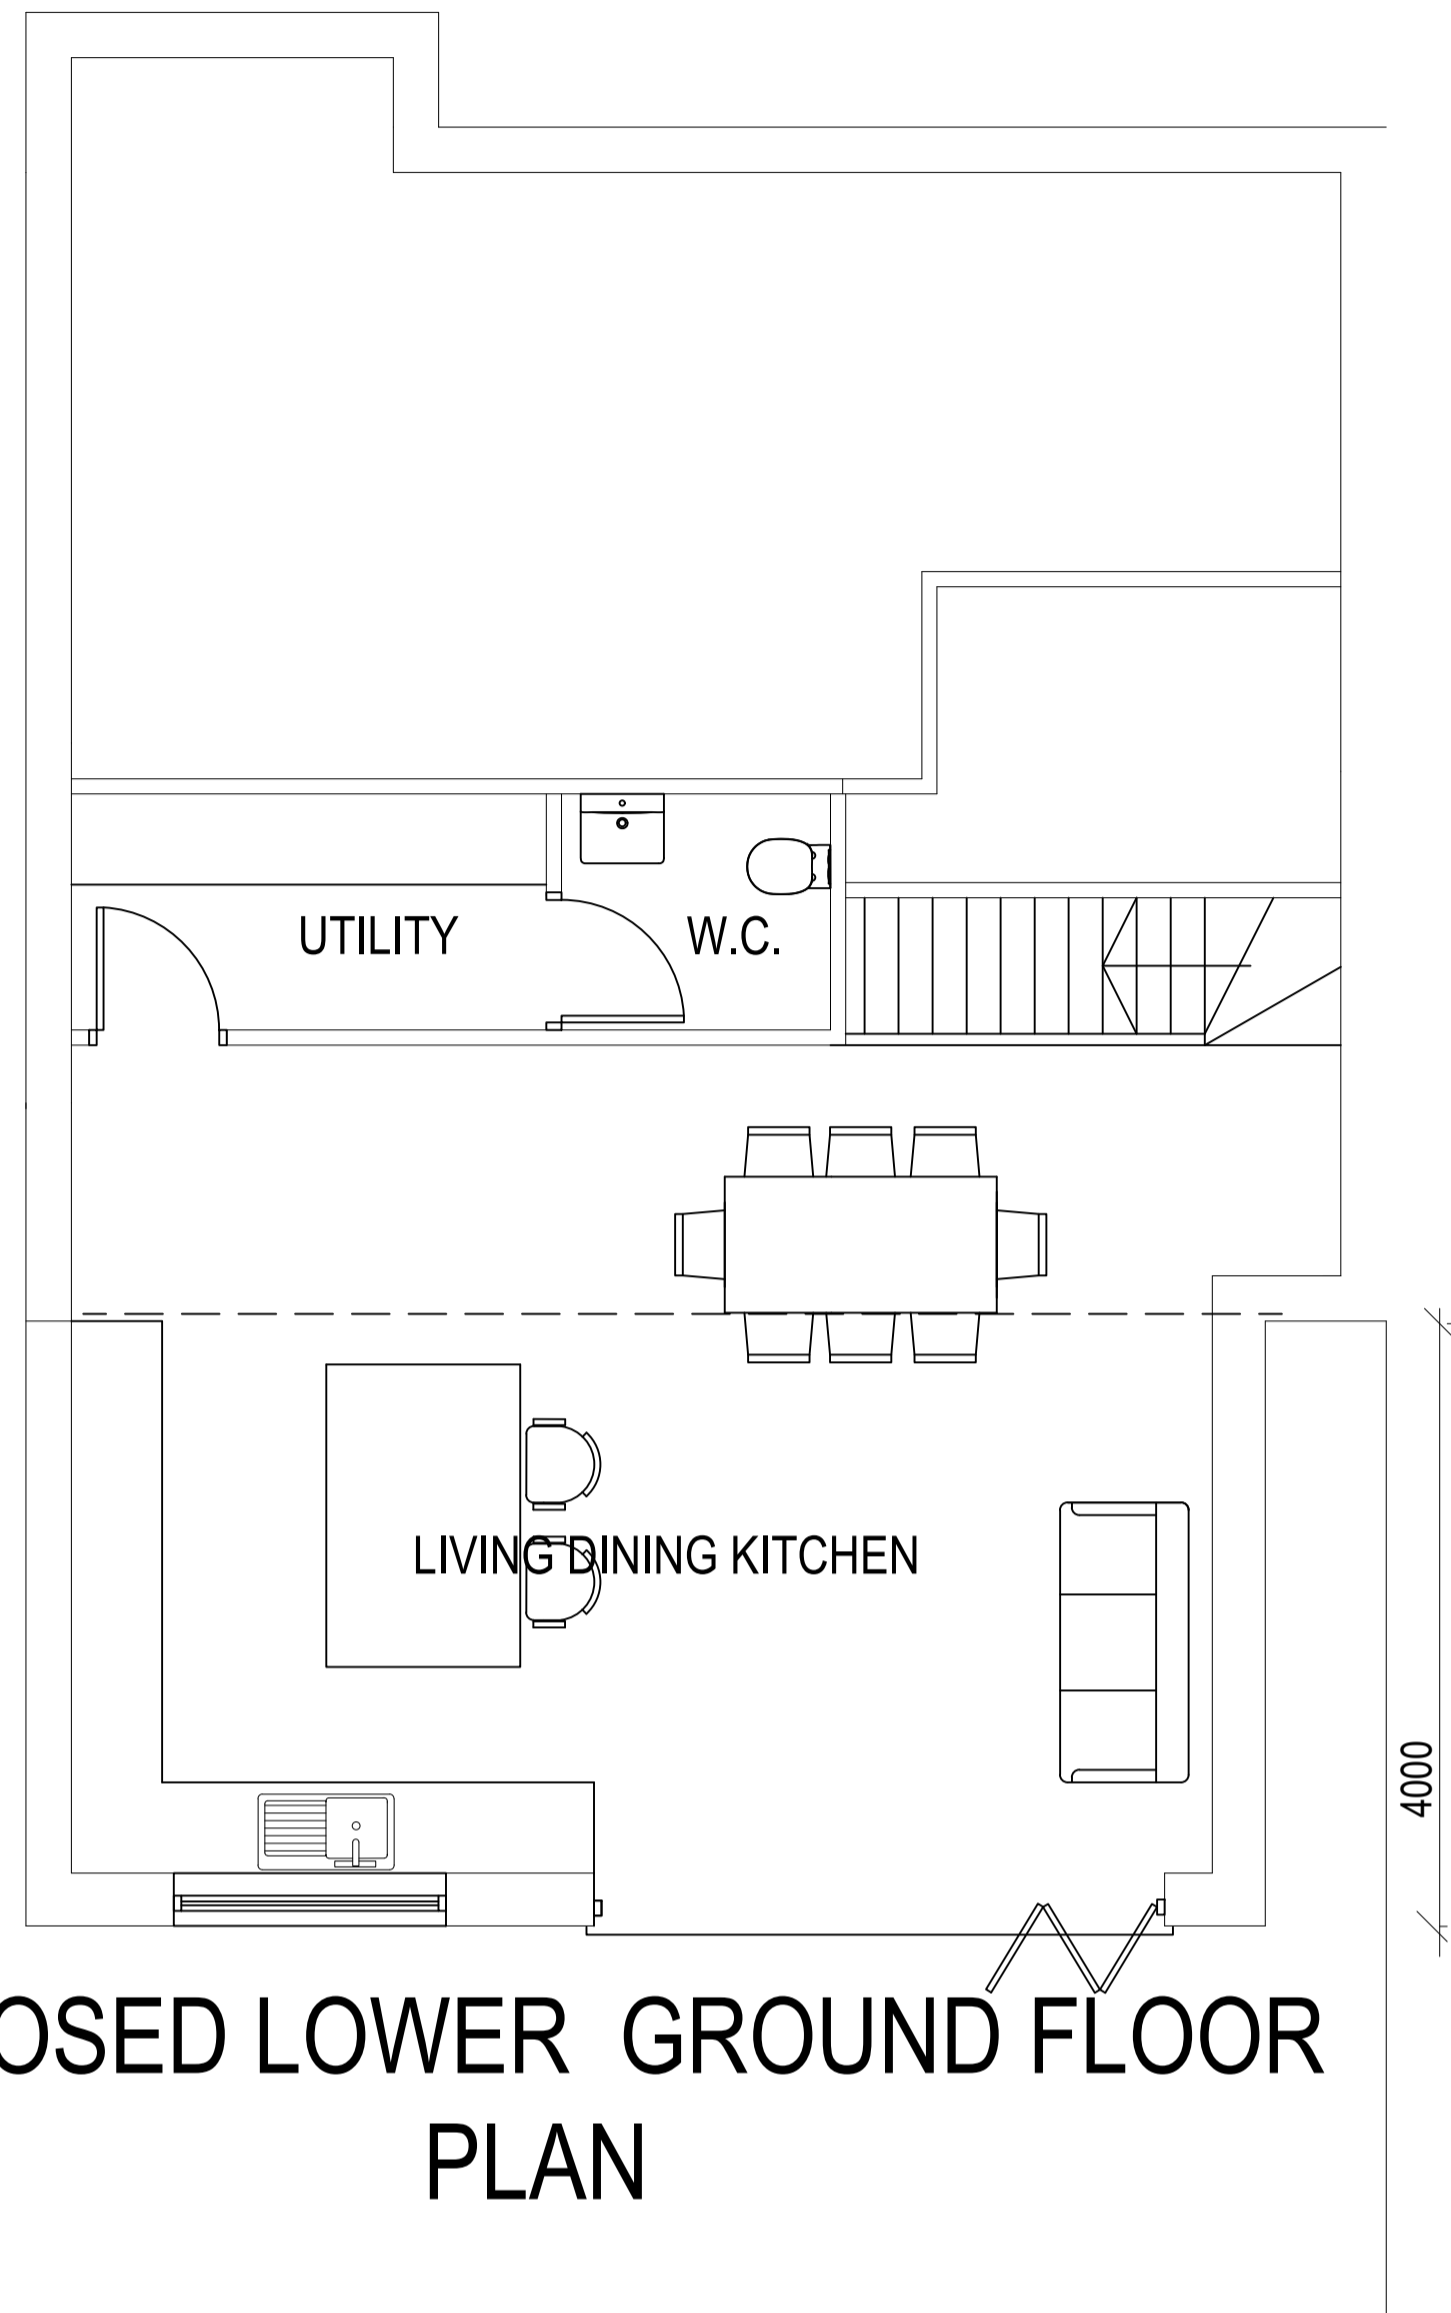 UTILITY
W.C.
LIVING DINING KITCHEN
4000
OSED LOWER GROUND FLOOR
PLAN